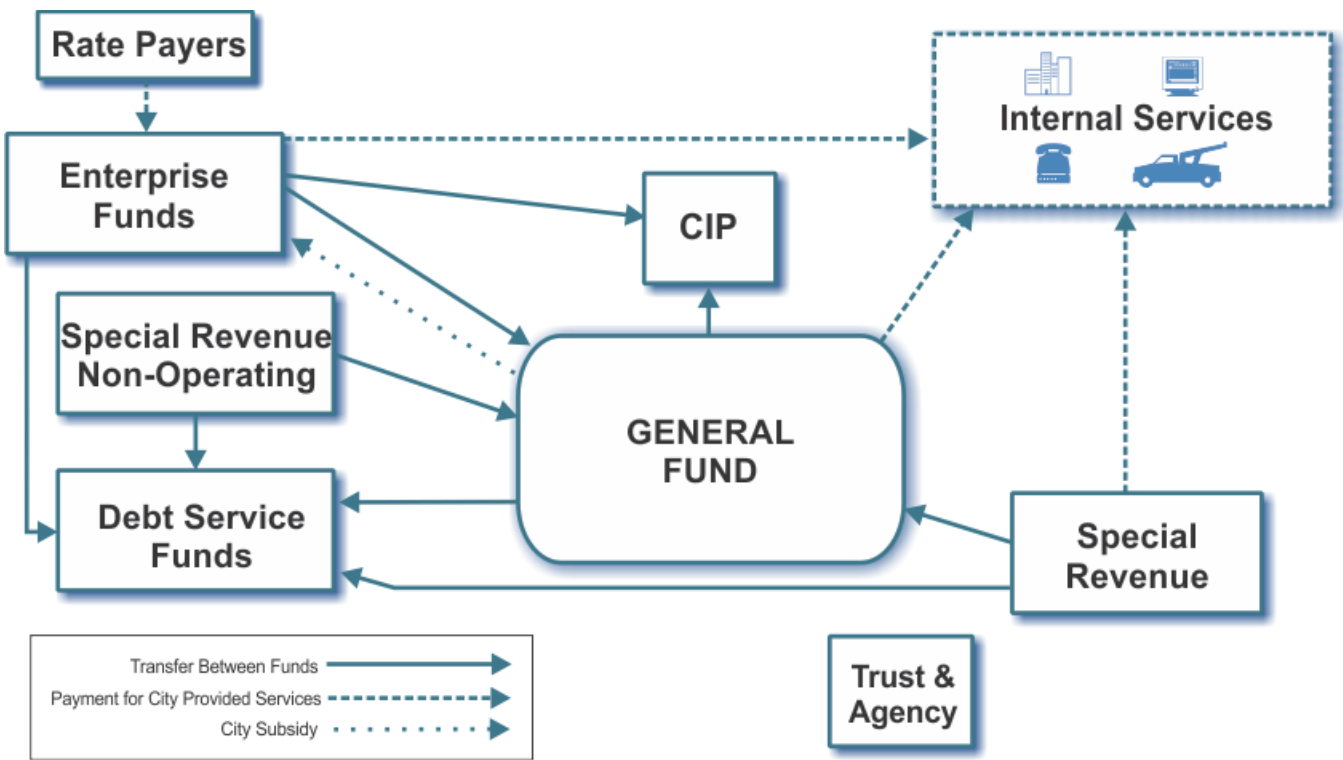 Rate Payers
Internal Services
Enterprise
Funds
CIP
Special Revenue
Non-Operating
GENERAL
FUND
Debt Service
Funds
Special
Revenue
Transfer Between Funds
Payment for City Provided Services
City Subsidy
Trust &
Agency